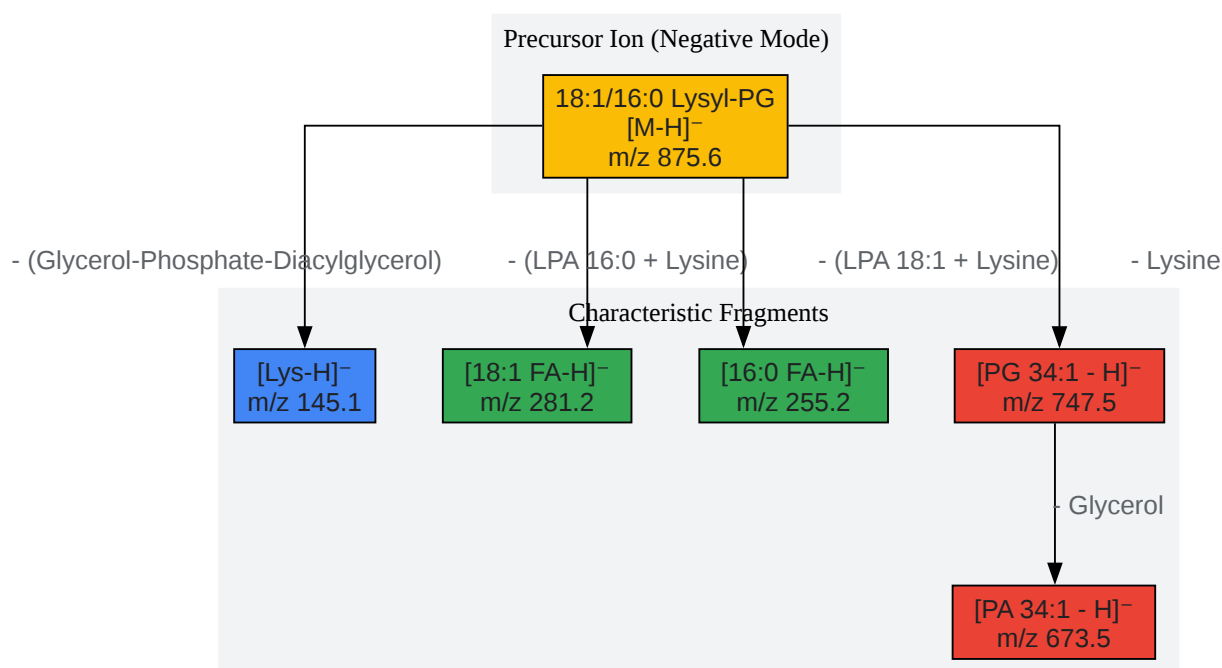 Precursor Ion (Negative Mode)
18:1/16:0 Lysyl-PG
[M-H]⁻
m/z 875.6
- (Glycerol-Phosphate-Diacylglycerol)
- (LPA 16:0 + Lysine)
- (LPA 18:1 + Lysine)
- Lysine
Characteristic Fragments
[Lys-H]⁻
m/z 145.1
[18:1 FA-H]⁻
m/z 281.2
[16:0 FA-H]⁻
m/z 255.2
[PG 34:1 - H]⁻
m/z 747.5
- Glycerol
[PA 34:1 - H]⁻
m/z 673.5